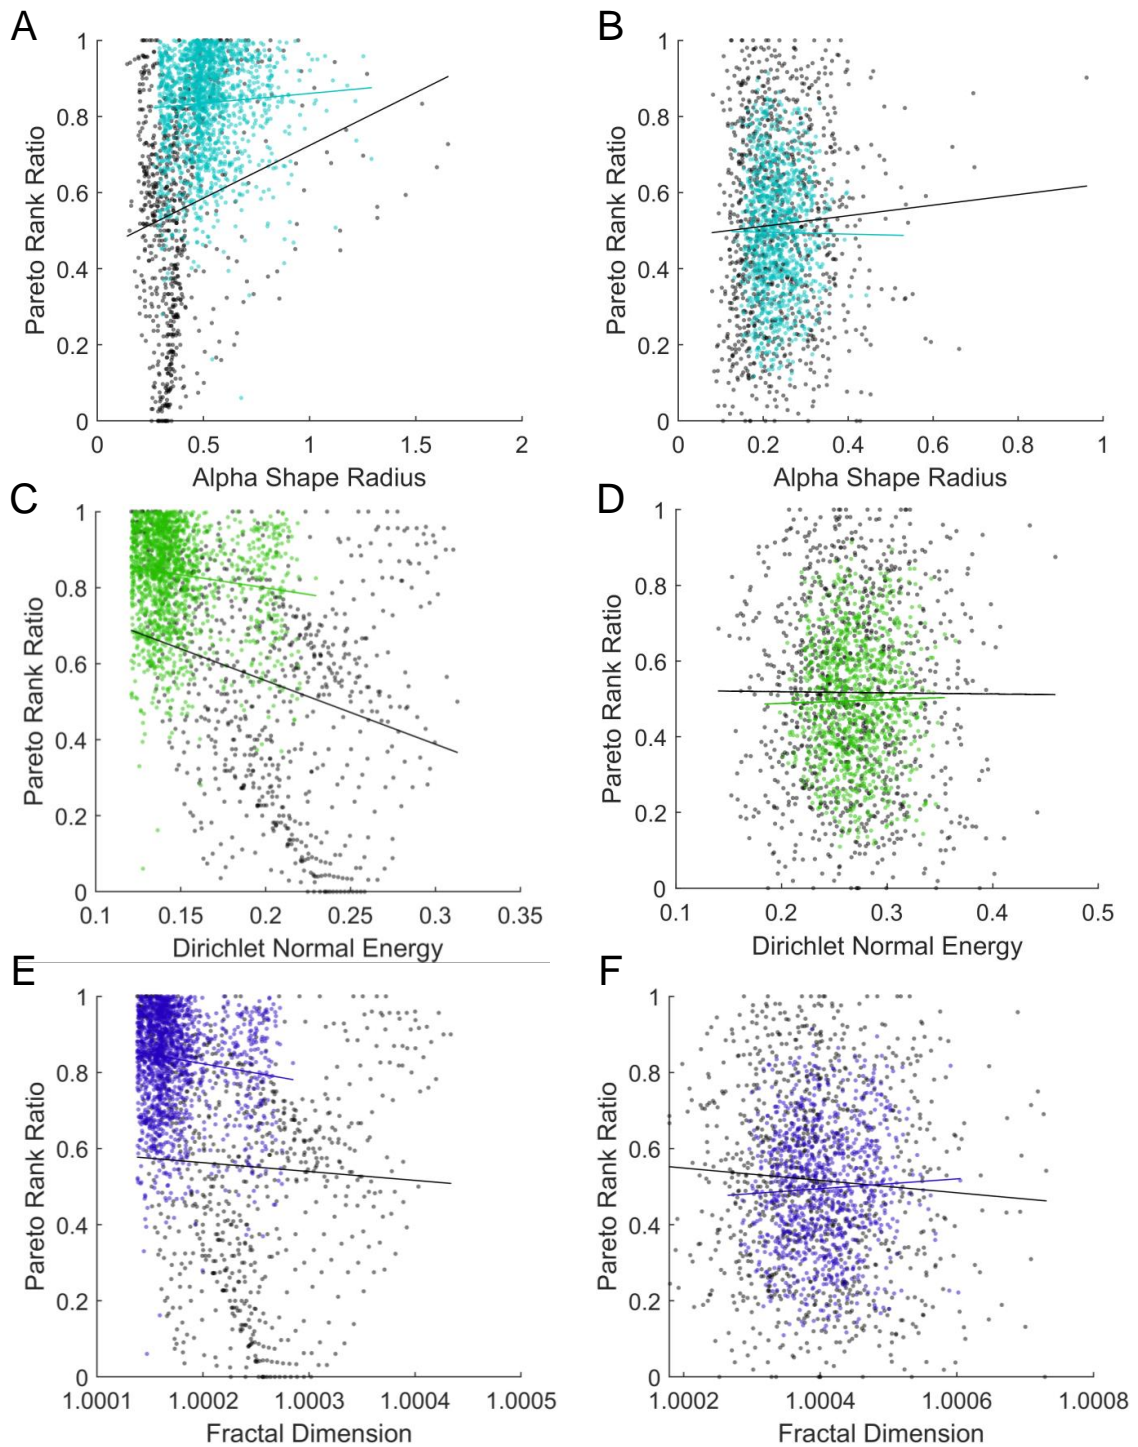 A
Pareto Rank Ratio
1
0.8
0.6
0.4
0.2
0
0 0.5 1 1.5 2
Alpha Shape Radius
B
Pareto Rank Ratio
1
0.8
0.6
0.4
0.2
0
0 0.2 0.4 0.6 0.8 1
Alpha Shape Radius
C
Pareto Rank Ratio
1
0.8
0.6
0.4
0.2
0
0.1 0.15 0.2 0.25 0.3 0.35
Dirichlet Normal Energy
D
Pareto Rank Ratio
1
0.8
0.6
0.4
0.2
0
0.1 0.2 0.3 0.4 0.5
Dirichlet Normal Energy
E
Pareto Rank Ratio
1
0.8
0.6
0.4
0.2
0
1.0001 1.0002 1.0003 1.0004 1.0005
Fractal Dimension
F
Pareto Rank Ratio
1
0.8
0.6
0.4
0.2
0
1.0002 1.0004 1.0006 1.0008
Fractal Dimension